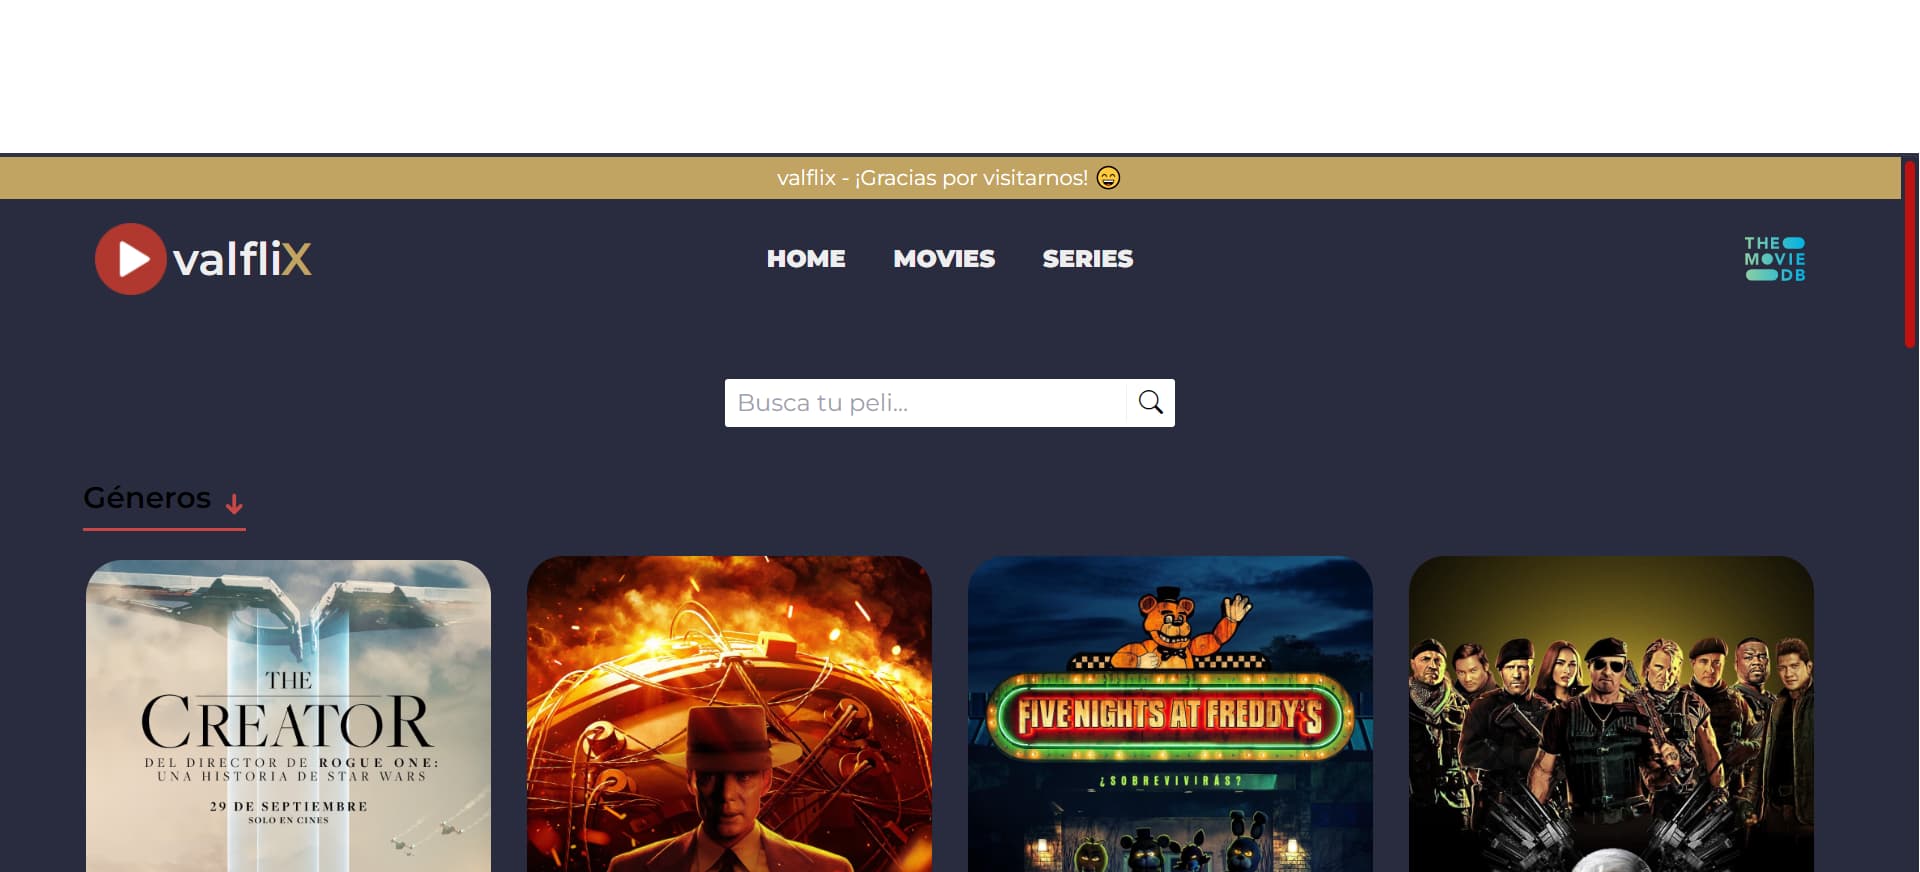 valflix - ¡Gracias por visitarnos! 😄
valfliX
HOME MOVIES SERIES
THE
MOVIE
DB
Busca tu peli...
Géneros
THE
CREATOR
DEL DIRECTOR DE ROGUE ONE:
UNA HISTORIA DE STAR WARS
29 DE SEPTIEMBRE
SOLO EN CINES
FIVE NIGHTS AT FREDDY'S
¿SOBREVIVIRÁS?